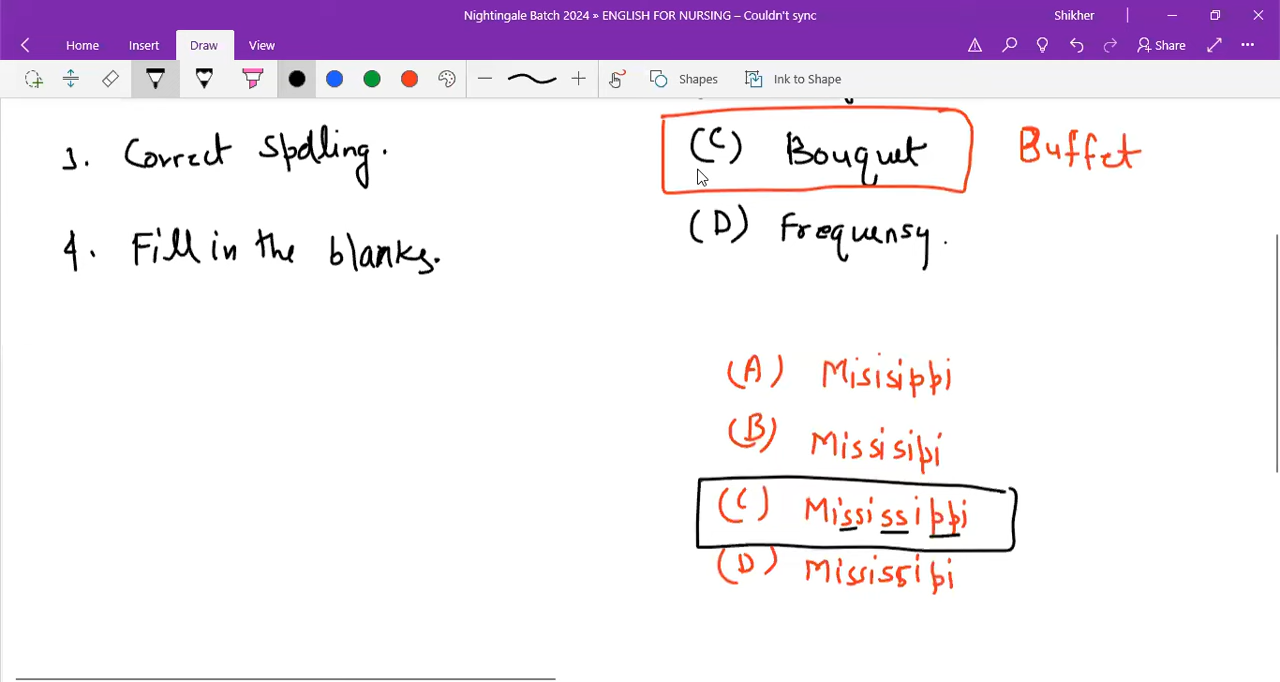 Nightingale Batch 2024 » ENGLISH FOR NURSING – Couldn't sync
Shikher
Home Insert Draw View
Share
Shapes Ink to Shape
3. Correct Spelling.
(C) Bouquet Buffet
4. Fill in the blanks.
(D) Frequensy.
(A) Misisippi
(B) Missisipi
(C) Mississippi
(D) Mississipi